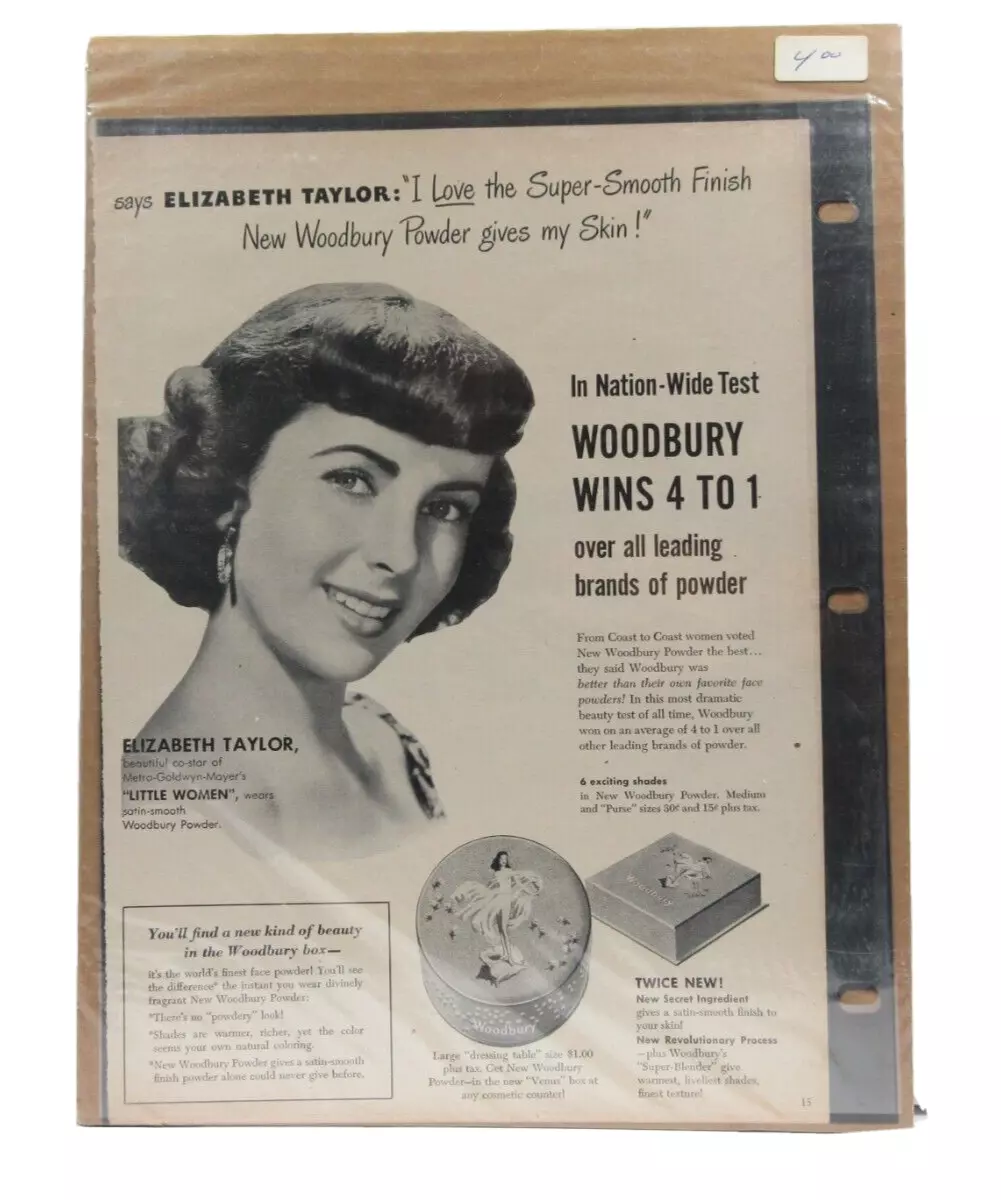 4 00
says ELIZABETH TAYLOR: "I Love the Super-Smooth Finish
New Woodbury Powder gives my Skin!"
In Nation-Wide Test
WOODBURY
WINS 4 TO 1
over all leading
brands of powder
From Coast to Coast women voted
New Woodbury Powder the best...
they said Woodbury was
better than their own favorite face
powders! In this most dramatic
beauty test of all time, Woodbury
won on an average of 4 to 1 over all
other leading brands of powder.
6 exciting shades
in New Woodbury Powder. Medium
and "Purse" sizes 30¢ and 15¢ plus tax.
ELIZABETH TAYLOR,
beautiful co-star of
Metro-Goldwyn-Mayer's
"LITTLE WOMEN", wears
satin-smooth
Woodbury Powder.
You'll find a new kind of beauty
in the Woodbury box—
it's the world's finest face powder! You'll see
the difference* the instant you wear divinely
fragrant New Woodbury Powder:
*There's no "powdery" look!
*Shades are warmer, richer, yet the color
seems your own natural coloring.
*New Woodbury Powder gives a satin-smooth
finish powder alone could never give before.
Woodbury
Large "dressing table" size $1.00
plus tax. Get New Woodbury
Powder—in the new "Venus" box at
any cosmetic counter!
Woodbury
TWICE NEW!
New Secret Ingredient
gives a satin-smooth finish to
your skin!
New Revolutionary Process
—plus Woodbury's
"Super-Blender" give
warmest, liveliest shades,
finest texture!
15